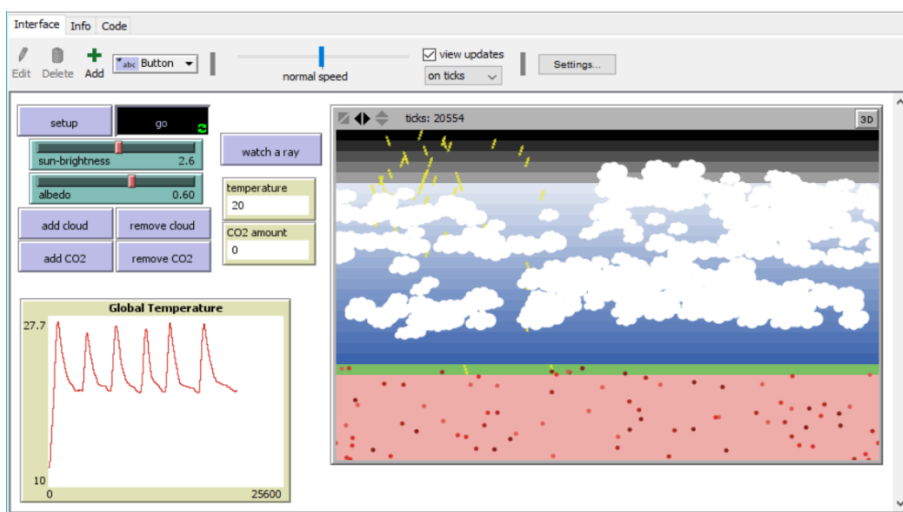 Interface Info Code
Edit Delete Add abc Button
normal speed
view updates
on ticks
Settings...
setup go
sun-brightness 2.6
albedo 0.60
add cloud remove cloud
add CO2 remove CO2
watch a ray
temperature
20
CO2 amount
0
Global Temperature
27.7
10
0 25600
ticks: 20554 3D